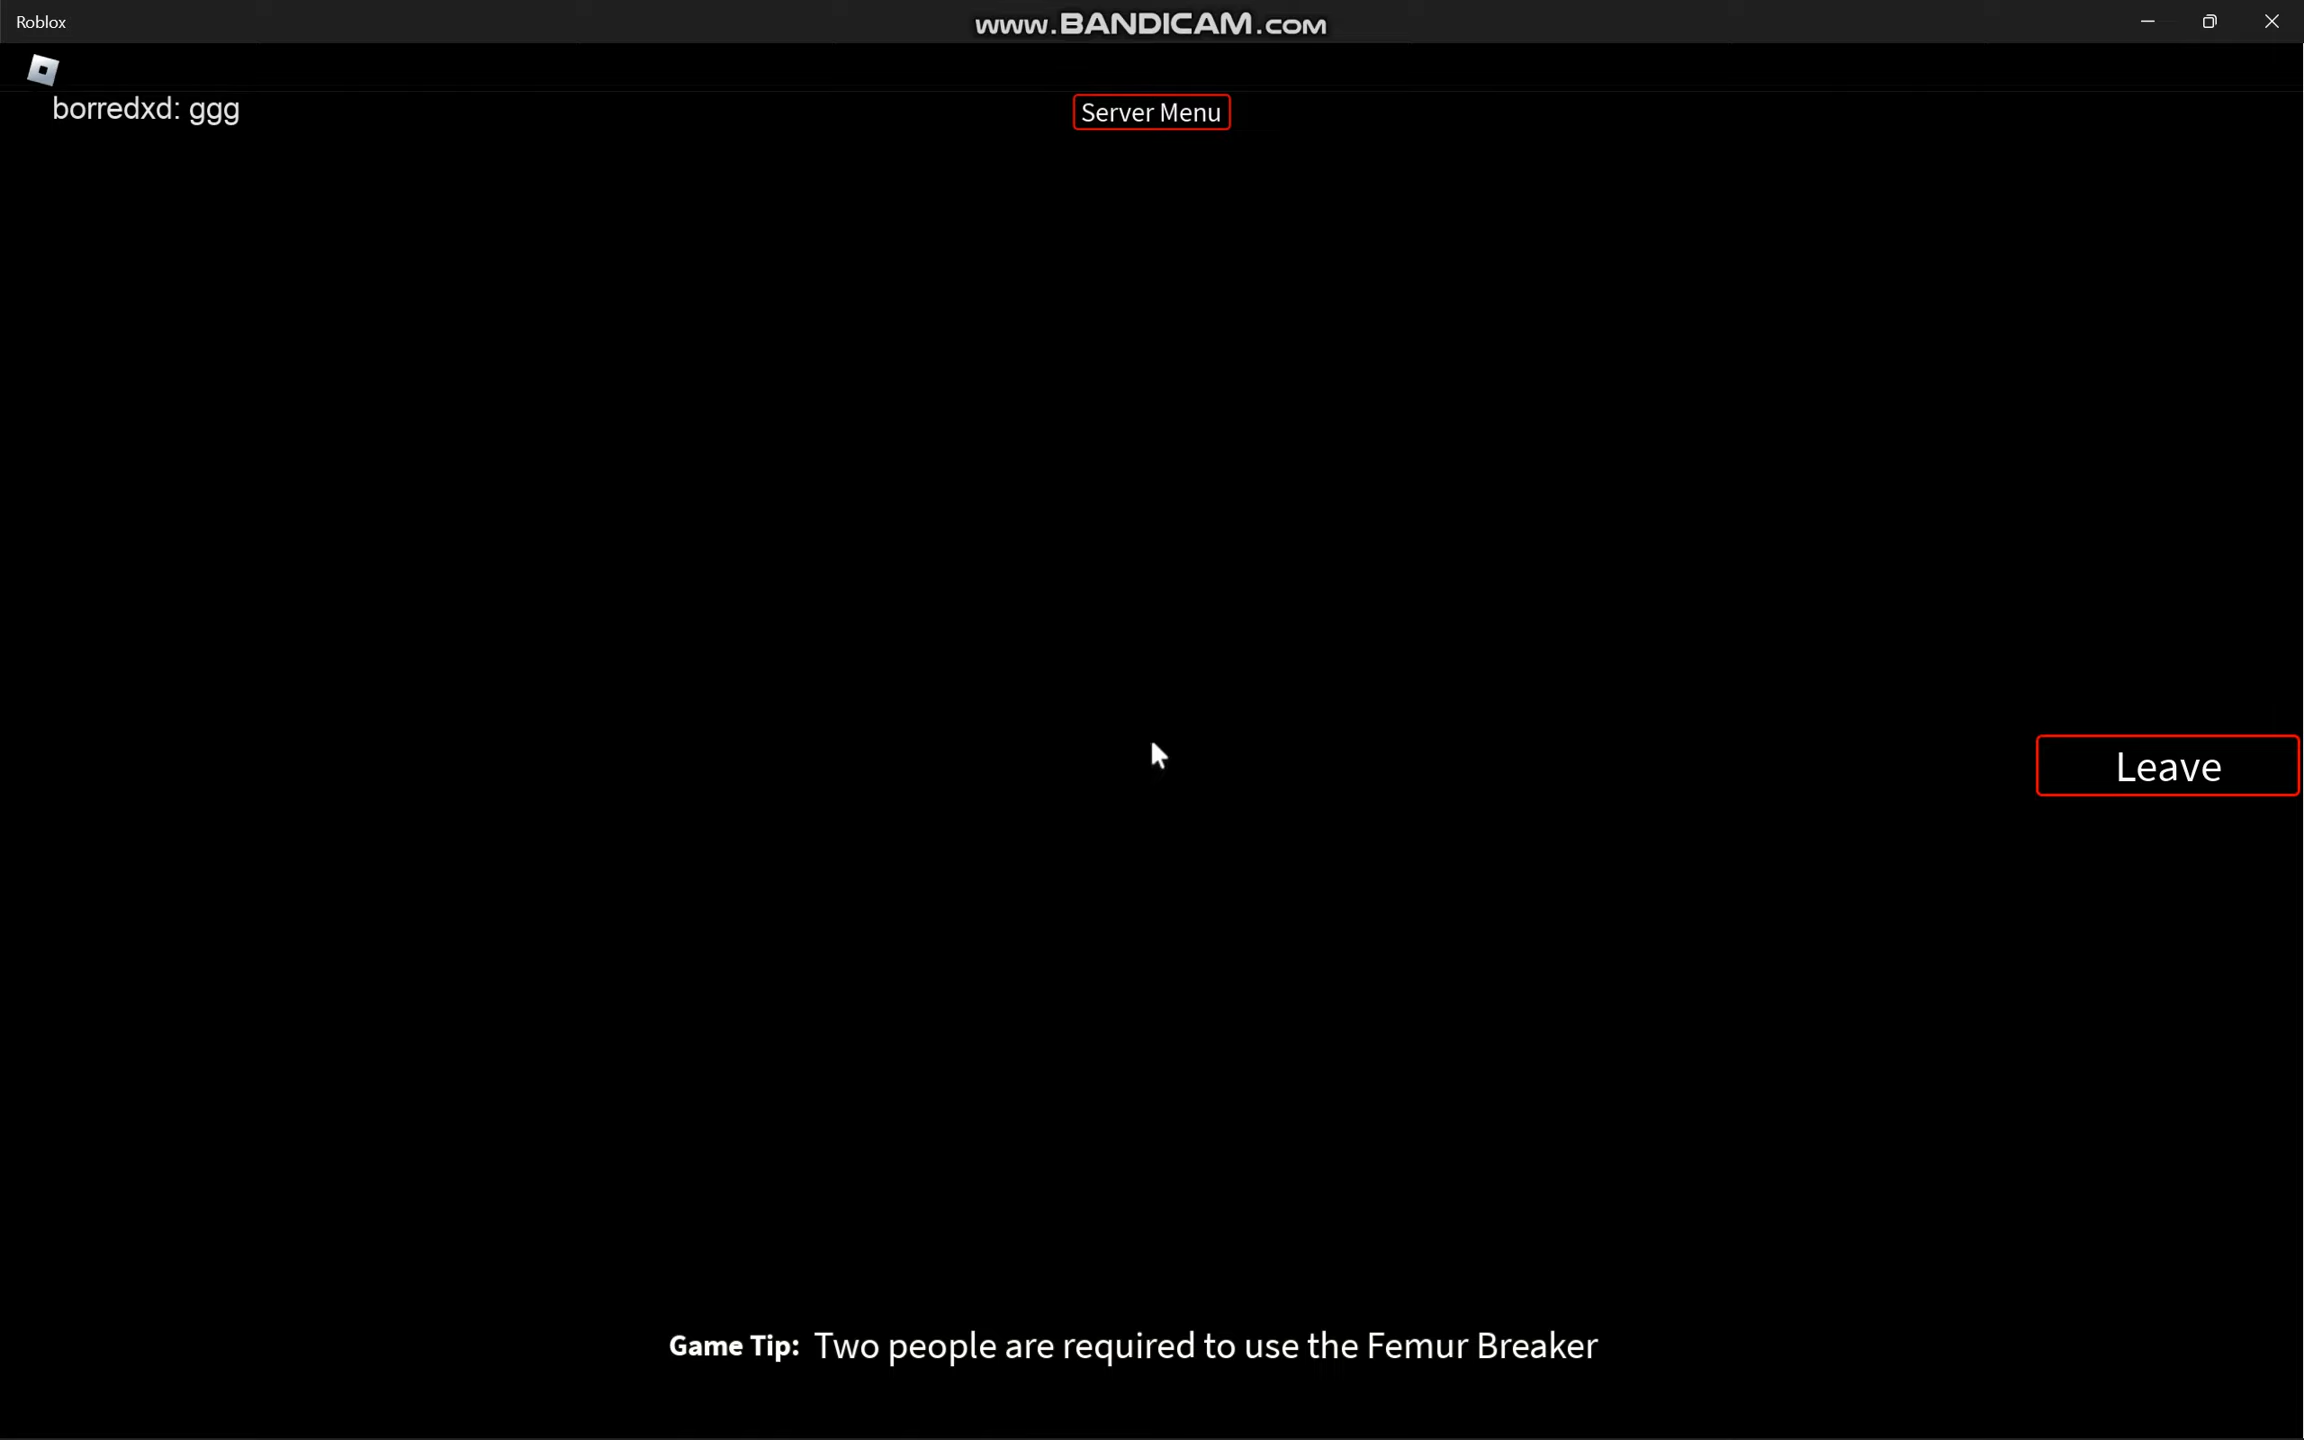 Roblox
www.BANDICAM.com
borredxd: ggg
Server Menu
Leave
Game Tip: Two people are required to use the Femur Breaker